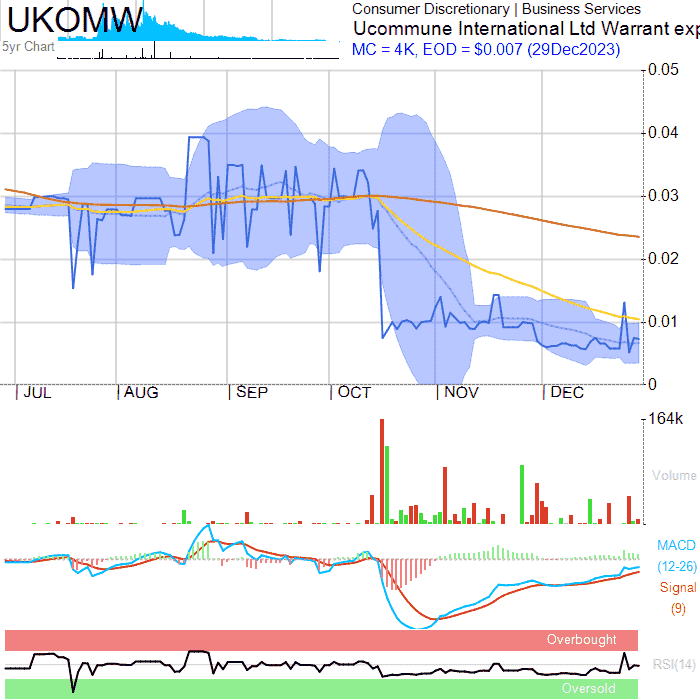 UKOMW
5yr Chart
Consumer Discretionary | Business Services
Ucommune International Ltd Warrant exp
MC = 4K, EOD = $0.007 (29Dec2023)
0.05
0.04
0.03
0.02
0.01
0
JUL AUG SEP OCT NOV DEC
164k
Volume
MACD
(12-26)
Signal
(9)
Overbought
RSI(14)
Oversold